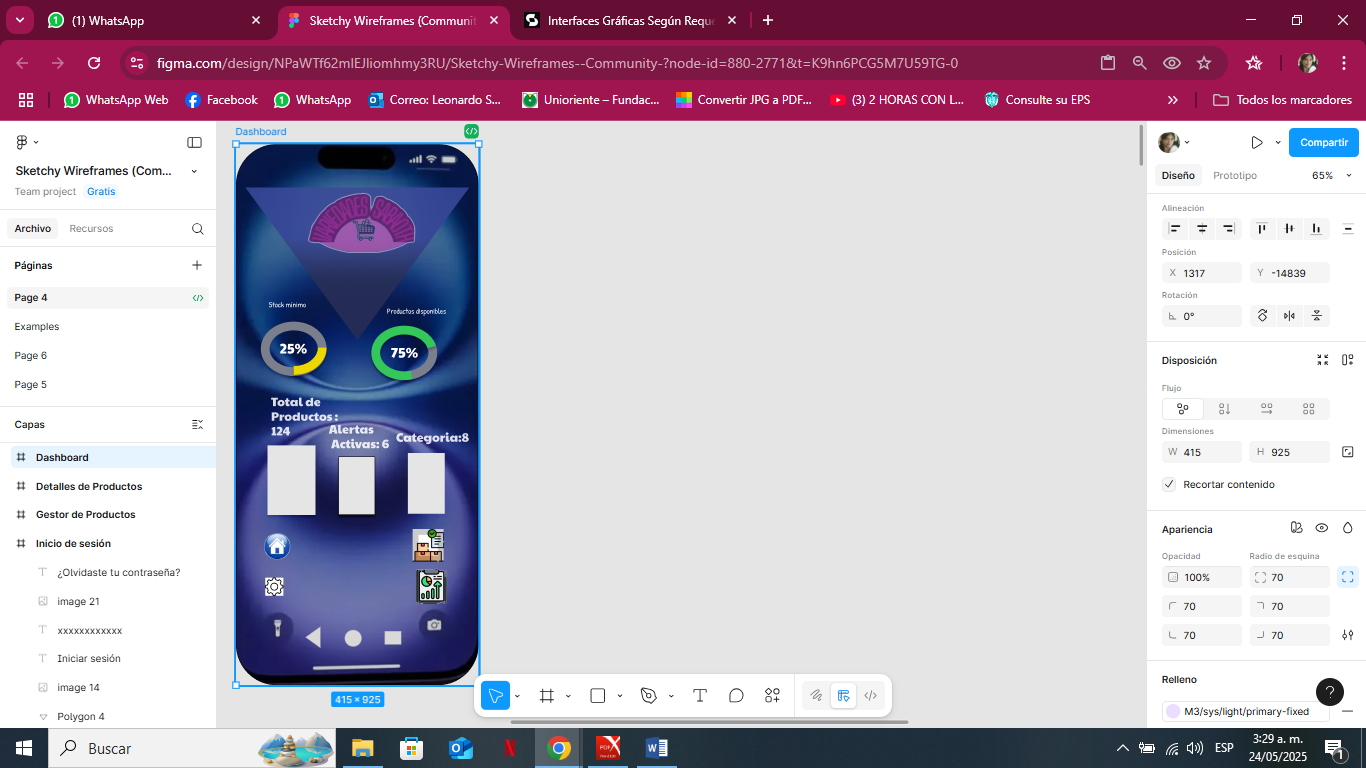 (1) WhatsApp
Sketchy Wireframes (Communit
Interfaces Gráficas Según Reque
figma.com/design/NPaWTf62mlEJliomhmy3RU/Sketchy-Wireframes--Community-?node-id=880-2771&t=K9hn6PCG5M7U59TG-0
WhatsApp Web
Facebook
WhatsApp
Correo: Leonardo S...
Unioriente – Fundac...
Convertir JPG a PDF...
(3) 2 HORAS CON L...
Consulte su EPS
Todos los marcadores
Sketchy Wireframes (Com...
Team project Gratis
Archivo Recursos
Páginas
Page 4
Examples
Page 6
Page 5
Capas
Dashboard
Detalles de Productos
Gestor de Productos
Inicio de sesión
¿Olvidaste tu contraseña?
image 21
xxxxxxxxxxxx
Iniciar sesión
image 14
Polygon 4
Dashboard
Stock minimo
Productos disponibles
25%
75%
Total de
Productos:
124
Alertas
Activas: 6
Categoria:8
415 × 925
Compartir
Diseño Prototipo 65%
Alineación
Posición
X 1317 Y -14839
Rotación
0°
Disposición
Flujo
Dimensiones
W 415 H 925
Recortar contenido
Apariencia
Opacidad Radio de esquina
100% 70
70 70
70 70
Relleno
M3/sys/light/primary-fixed
?
Buscar
ESP
3:29 a. m.
24/05/2025
1